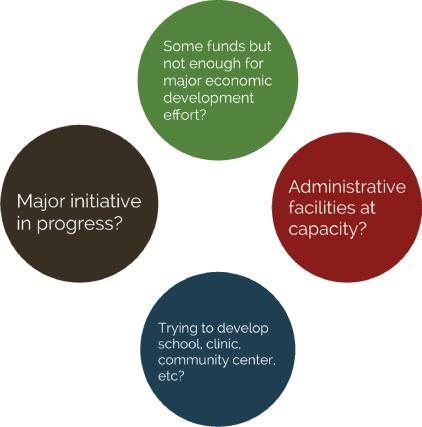 Some funds but
not enough for
major economic
development
effort?
Major initiative
in progress?
Administrative
facilities at
capacity?
Trying to develop
school, clinic,
community center,
etc?